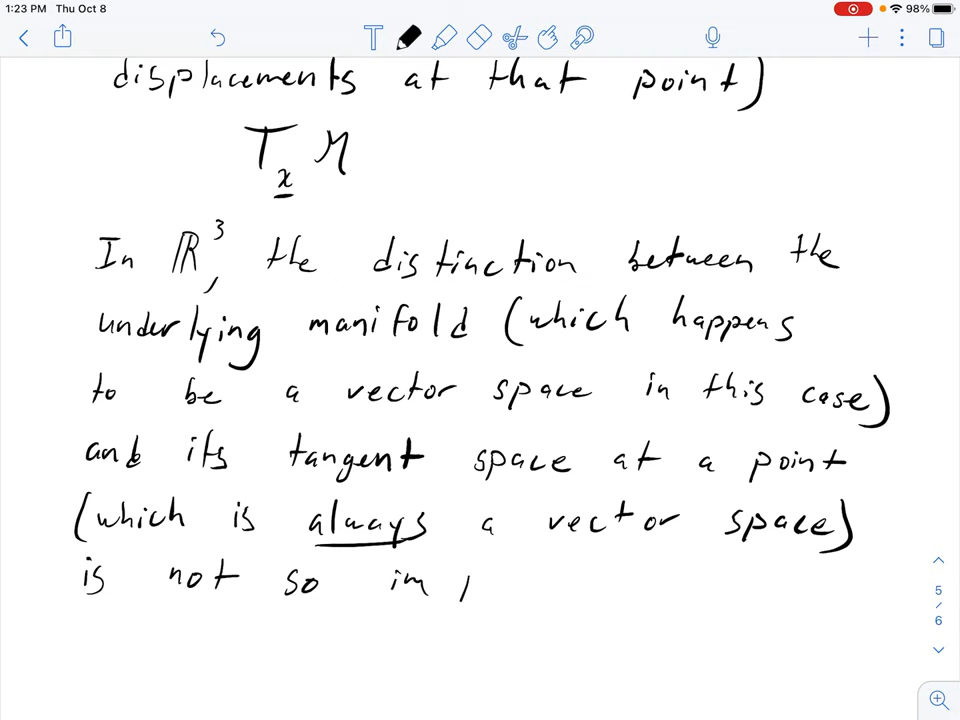 1:23 PM Thu Oct 8
98%
displacements at that point)
T_x M
In ℝ³, the distinction between the
underlying manifold (which happens
to be a vector space in this case)
and its tangent space at a point
(which is always a vector space)
is not so im
5
/
6